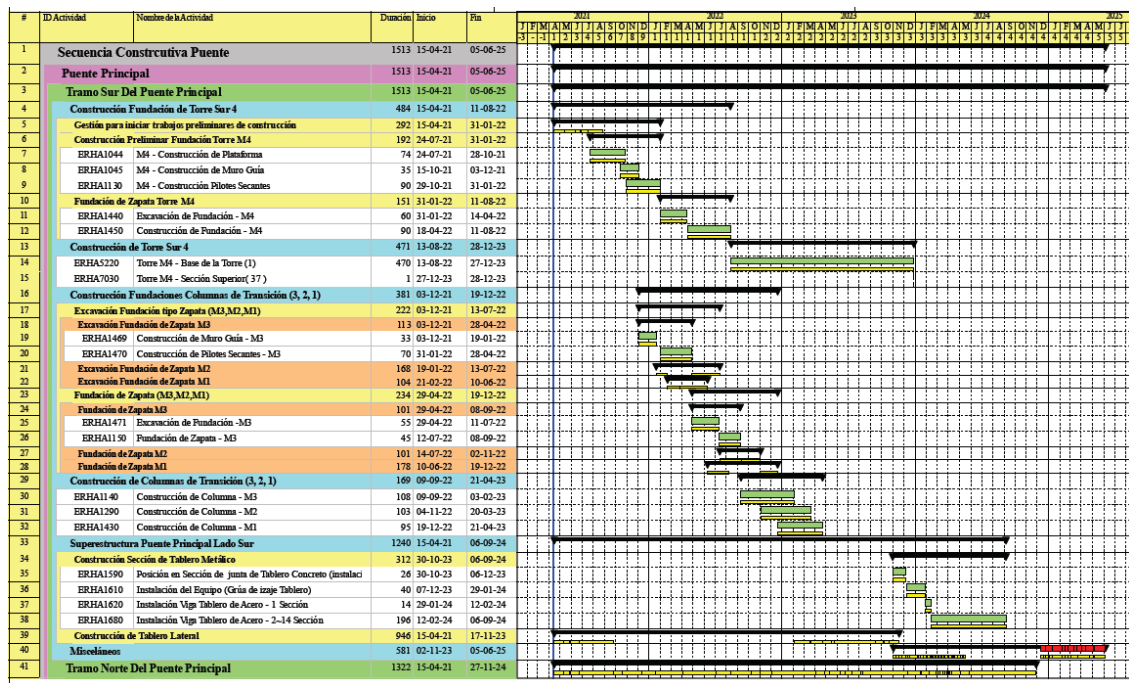 # ID Actividad Nombre de la Actividad Duración Inicio Fin 2021 2022 2023 2024 2025
1 Secuencia Constrcutiva Puente 1513 15-04-21 05-06-25
2 Puente Principal 1513 15-04-21 05-06-25
3 Tramo Sur Del Puente Principal 1513 15-04-21 05-06-25
4 Construcción Fundación de Torre Sur 4 484 15-04-21 11-08-22
5 Gestión para iniciar trabajos preliminares de construcción 292 15-04-21 31-01-22
6 Construcción Preliminar Fundación Torre M4 192 24-07-21 31-01-22
7 ERHA1044 M4 - Construcción de Plataforma 74 24-07-21 28-10-21
8 ERHA1045 M4 - Construcción de Muro Guía 35 15-10-21 03-12-21
9 ERHA1130 M4 - Construcción Pilotes Secantes 90 29-10-21 31-01-22
10 Fundación de Zapata Torre M4 151 31-01-22 11-08-22
11 ERHA1440 Excavación de Fundación - M4 60 31-01-22 14-04-22
12 ERHA1450 Construcción de Fundación - M4 90 18-04-22 11-08-22
13 Construcción de Torre Sur 4 471 13-08-22 28-12-23
14 ERHA5220 Torre M4 - Base de la Torre (1) 470 13-08-22 27-12-23
15 ERHA7030 Torre M4 - Sección Superior( 37 ) 1 27-12-23 28-12-23
16 Construcción Fundaciones Columnas de Transición (3, 2, 1) 381 03-12-21 19-12-22
17 Excavación Fundación tipo Zapata (M3,M2,M1) 222 03-12-21 13-07-22
18 Excavación Fundación de Zapata M3 113 03-12-21 28-04-22
19 ERHA1469 Construcción de Muro Guía - M3 33 03-12-21 19-01-22
20 ERHA1470 Construcción de Pilotes Secantes - M3 70 31-01-22 28-04-22
21 Excavación Fundación de Zapata M2 168 19-01-22 13-07-22
22 Excavación Fundación de Zapata M1 104 21-02-22 10-06-22
23 Fundación de Zapata (M3,M2,M1) 234 29-04-22 19-12-22
24 Fundación de Zapata M3 101 29-04-22 08-09-22
25 ERHA1471 Excavación de Fundación -M3 55 29-04-22 11-07-22
26 ERHA1150 Fundación de Zapata - M3 45 12-07-22 08-09-22
27 Fundación de Zapata M2 101 14-07-22 02-11-22
28 Fundación de Zapata M1 178 10-06-22 19-12-22
29 Construcción de Columnas de Transición (3, 2, 1) 169 09-09-22 21-04-23
30 ERHA1140 Construcción de Columna - M3 108 09-09-22 03-02-23
31 ERHA1290 Construcción de Columna - M2 103 04-11-22 20-03-23
32 ERHA1430 Construcción de Columna - M1 95 19-12-22 21-04-23
33 Superestructura Puente Principal Lado Sur 1240 15-04-21 06-09-24
34 Construcción Sección de Tablero Metálico 312 30-10-23 06-09-24
35 ERHA1590 Posición en Sección de junta de Tablero Concreto (instalaci 26 30-10-23 06-12-23
36 ERHA1610 Instalación del Equipo (Grúa de izaje Tablero) 40 07-12-23 29-01-24
37 ERHA1620 Instalación Viga Tablero de Acero - 1 Sección 14 29-01-24 12-02-24
38 ERHA1680 Instalación Viga Tablero de Acero - 2~14 Sección 196 12-02-24 06-09-24
39 Construcción de Tablero Lateral 946 15-04-21 17-11-23
40 Misceláneos 581 02-11-23 05-06-25
41 Tramo Norte Del Puente Principal 1322 15-04-21 27-11-24